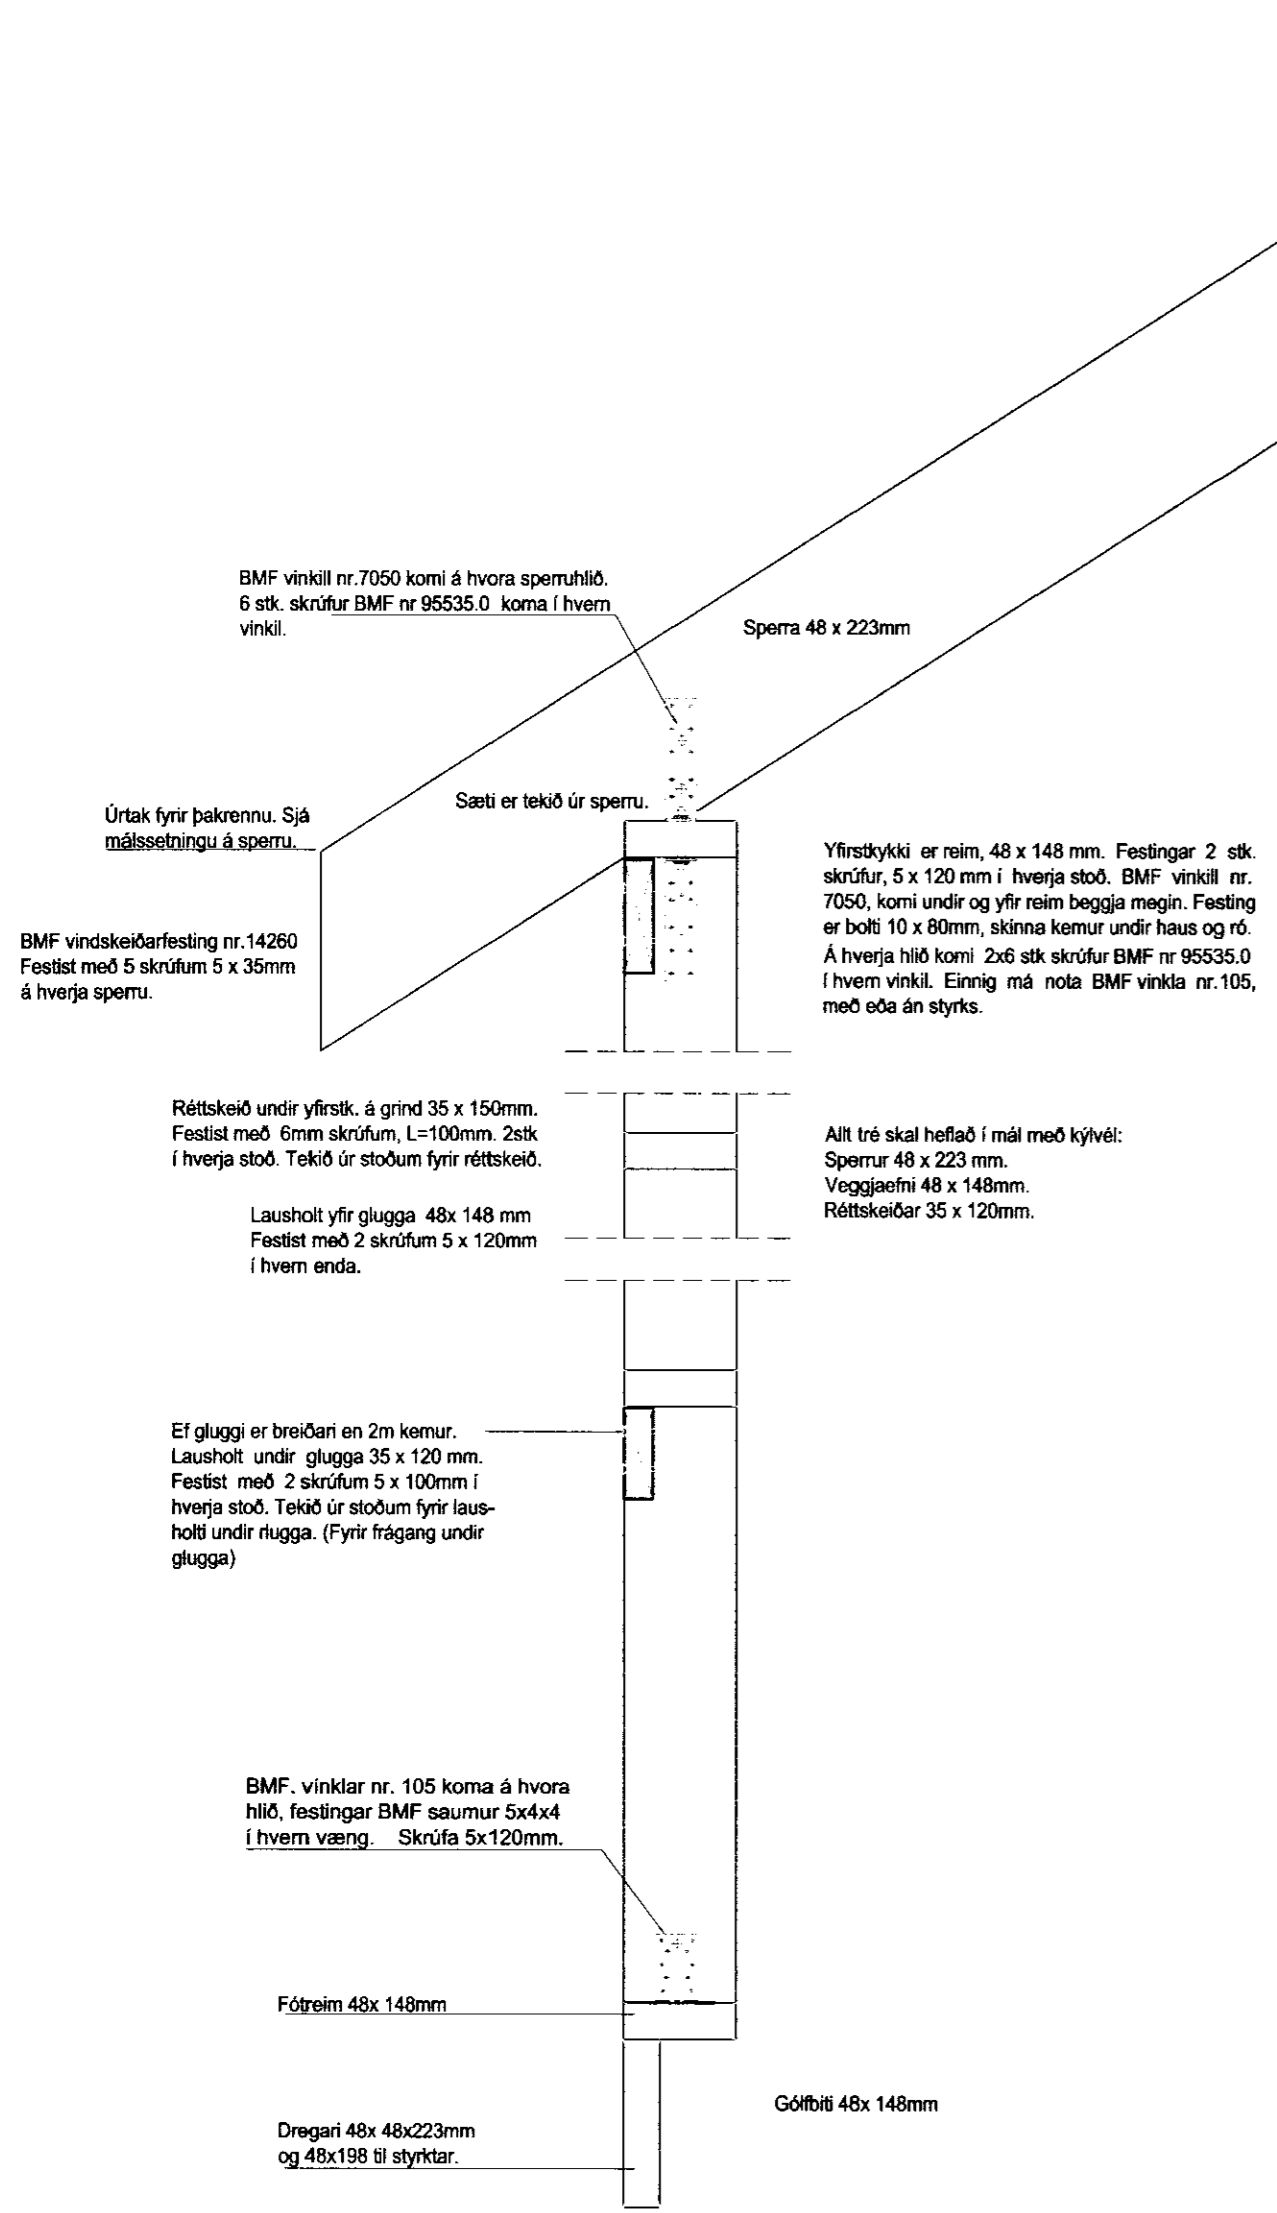 BMF vinkill nr.7050 komi á hvora sperruhlið.
6 stk. skrúfur BMF nr 95535.0 koma í hvern
vinkil.
Sperra 48 x 223mm
Sæti er tekið úr sperru.
Úrtak fyrir þakrennu. Sjá
málssetningu á sperru.
Yfirstkykki er reim, 48 x 148 mm. Festingar 2 stk.
skrúfur, 5 x 120 mm í hverja stoð. BMF vinkill nr.
7050, komi undir og yfir reim beggja megin. Festing
er bolti 10 x 80mm, skinna kemur undir haus og ró.
Á hverja hlið komi 2x6 stk skrúfur BMF nr 95535.0
í hvern vinkil. Einnig má nota BMF vinkla nr.105,
með eða án styrks.
BMF vindskeiðarfesting nr.14260
Festist með 5 skrúfum 5 x 35mm
á hverja sperru.
Réttskeið undir yfirstk. á grind 35 x 150mm.
Festist með 6mm skrúfum, L=100mm. 2stk
í hverja stoð. Tekið úr stoðum fyrir réttskeið.
Allt tré skal heflað í mál með kýlvél:
Sperrur 48 x 223 mm.
Veggjaefni 48 x 148mm.
Réttskeiðar 35 x 120mm.
Lausholt yfir glugga 48x 148 mm
Festist með 2 skrúfum 5 x 120mm
í hvern enda.
Ef gluggi er breiðari en 2m kemur.
Lausholt undir glugga 35 x 120 mm.
Festist með 2 skrúfum 5 x 100mm í
hverja stoð. Tekið úr stoðum fyrir laus-
holti undir rlugga. (Fyrir frágang undir
glugga)
BMF. vinklar nr. 105 koma á hvora
hlið, festingar BMF saumur 5x4x4
í hvern væng. Skrúfa 5x120mm.
Fótreim 48x 148mm
Gólfbiti 48x 148mm
Dregari 48x 48x223mm
og 48x198 til styrktar.